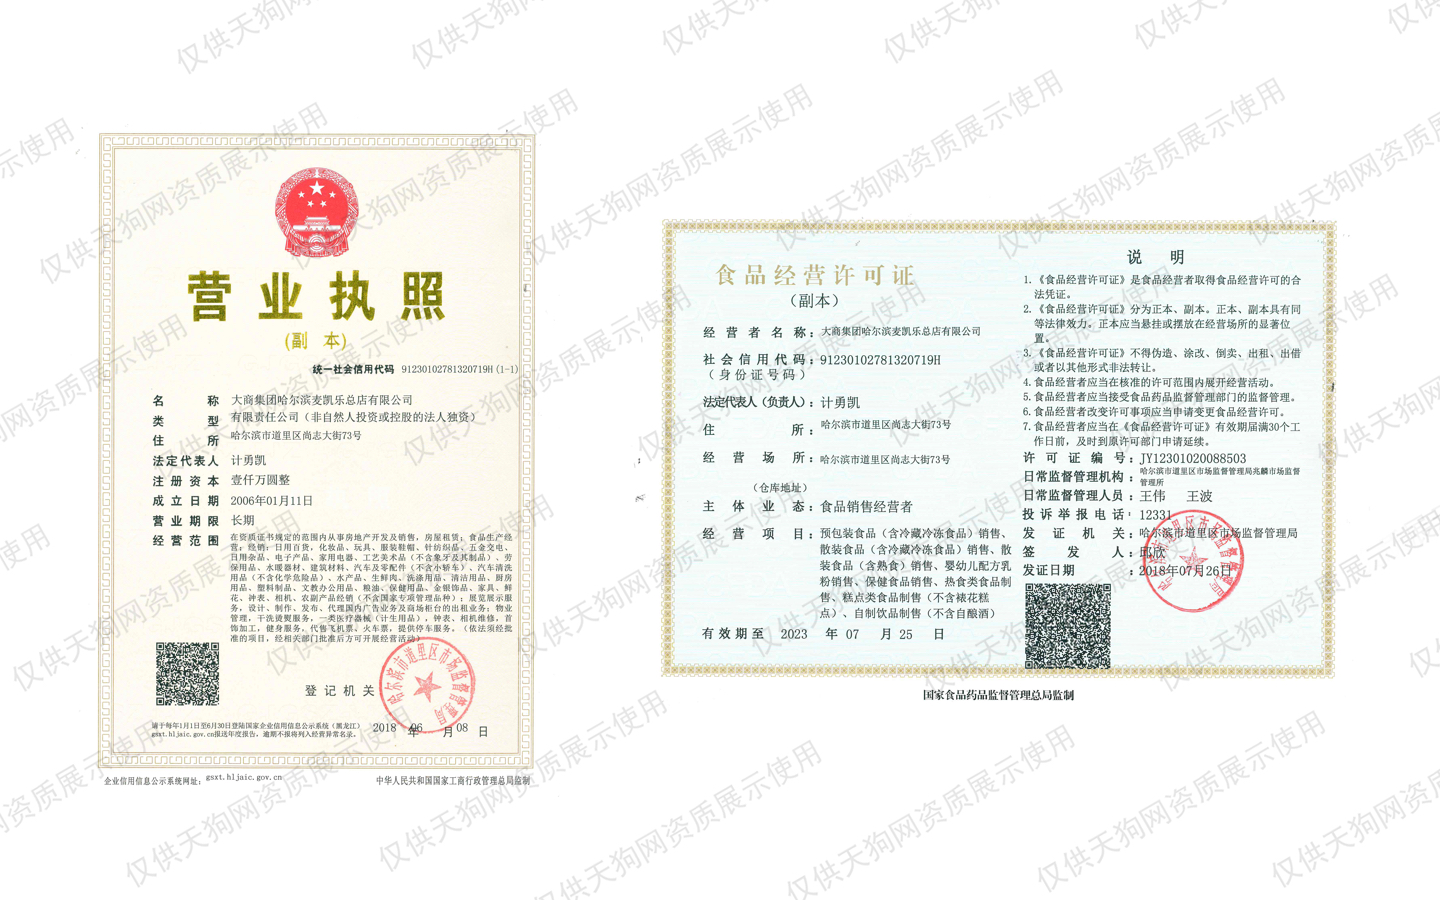 营业执照
(副 本)
统一社会信用代码 91230102781320719H(1-1)
名 称 大商集团哈尔滨麦凯乐总店有限公司
类 型 有限责任公司（非自然人投资或控股的法人独资）
住 所 哈尔滨市道里区尚志大街73号
法定代表人 计勇凯
注册资本 壹仟万圆整
成立日期 2006年01月11日
营业期限 长期
经营范围 在资质证书规定的范围内从事房地产开发及销售，房屋租赁；食品生产经
营；经销：日用百货，化妆品、玩具、服装鞋帽、针纺织品、五金交电、
日用杂品、电子产品、家用电器、工艺美术品（不含象牙及其制品）、劳
保用品、水暖器材、建筑材料、汽车及零配件（不含小轿车）、汽车清洗
用品（不含化学危险品）、水产品、生鲜肉、洗涤用品、清洁用品、厨房
用品、塑料制品、文教办公用品、粮油、保健用品、金银饰品、家具、鲜
花、钟表、相机、农副产品经销（不含国家专项管理品种）；展览展示服
务，设计、制作、发布、代理国内广告业务及商场柜台的出租业务；物业
管理，干洗烫熨服务，一类医疗器械（计生用品），钟表、相机维修，首
饰加工，健身服务，代售飞机票、火车票，提供停车服务。（依法须经批
准的项目，经相关部门批准后方可开展经营活动）
登记机关
请于每年1月1日至6月30日登陆国家企业信用信息公示系统（黑龙江）
gsxt.hljaic.gov.cn报送年度报告。逾期不报将列入经营异常名录。
2018 年 06 月 08 日
企业信用信息公示系统网址：gsxt.hljaic.gov.cn
中华人民共和国国家工商行政管理总局监制
食品经营许可证
（副本）
经营者名称：大商集团哈尔滨麦凯乐总店有限公司
社会信用代码：91230102781320719H
（身份证号码）
法定代表人（负责人）：计勇凯
住 所：哈尔滨市道里区尚志大街73号
经营场所：哈尔滨市道里区尚志大街73号
（仓库地址）
主体业态：食品销售经营者
经营项目：预包装食品（含冷藏冷冻食品）销售、
散装食品（含冷藏冷冻食品）销售、散
装食品（含熟食）销售、婴幼儿配方乳
粉销售、保健食品销售、热食类食品制
售、糕点类食品制售（不含裱花糕
点）、自制饮品制售（不含自酿酒）
有效期至 2023 年 07 月 25 日
说 明
1.《食品经营许可证》是食品经营者取得食品经营许可的合
法凭证。
2.《食品经营许可证》分为正本、副本。正本、副本具有同
等法律效力。正本应当悬挂或摆放在经营场所的显著位
置。
3.《食品经营许可证》不得伪造、涂改、倒卖、出租、出借
或者以其他形式非法转让。
4.食品经营者应当在核准的许可范围内展开经营活动。
5.食品经营者应当接受食品药品监督管理部门的监督管理。
6.食品经营者改变许可事项应当申请变更食品经营许可。
7.食品经营者应当在《食品经营许可证》有效期届满30个工
作日前，及时到原许可部门申请延续。
许可证编号：JY12301020088503
日常监督管理机构：哈尔滨市道里区市场监督管理局兆麟市场监督
管理所
日常监督管理人员：王伟 王波
投诉举报电话：12331
发证机关：哈尔滨市道里区市场监督管理局
签发人：邱欣
发证日期：2018年07月26日
国家食品药品监督管理总局监制
仅供天狗网资质展示使用